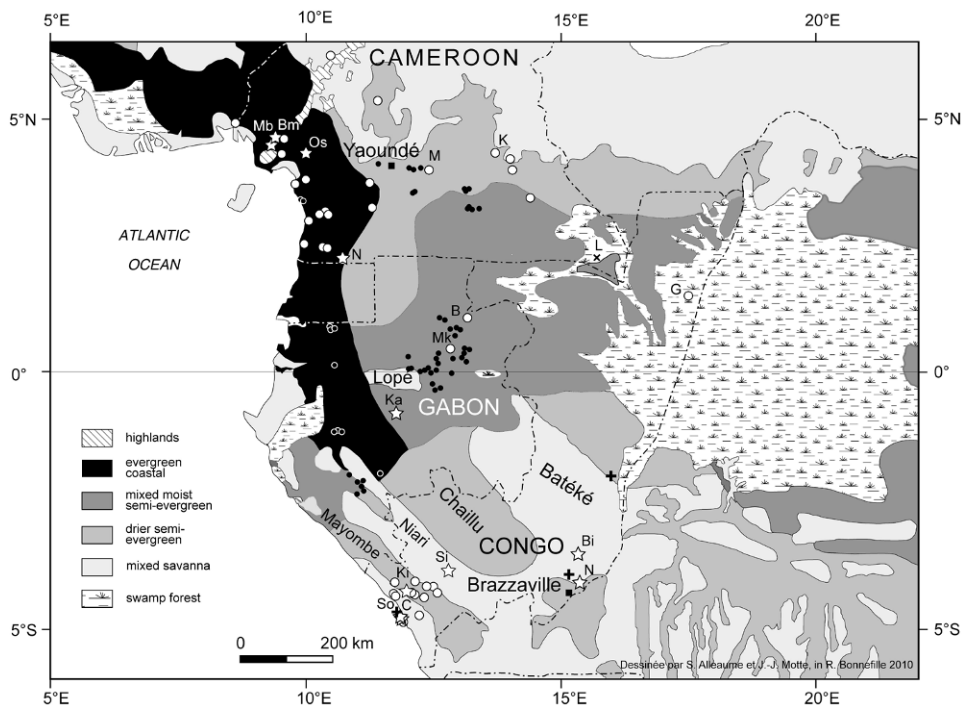 5°E 10°E 15°E 20°E
CAMEROON
5°N 5°N
Mb Bm
Os
K
Yaoundé
M
ATLANTIC
OCEAN
N
L
G
B
Mk
0° 0°
Lopé
Ka
GABON
highlands
evergreen
coastal
mixed moist
semi-evergreen
drier semi-
evergreen
mixed savanna
swamp forest
Batéké
Chaillu
Niari
Mayombe
CONGO
Bi
Si
Ki
N
Brazzaville
So C
5°S 5°S
0 200 km
Dessinée par S. Alléaume et J.-J. Motte, in R. Bonnefille 2010
5°E 10°E 15°E 20°E